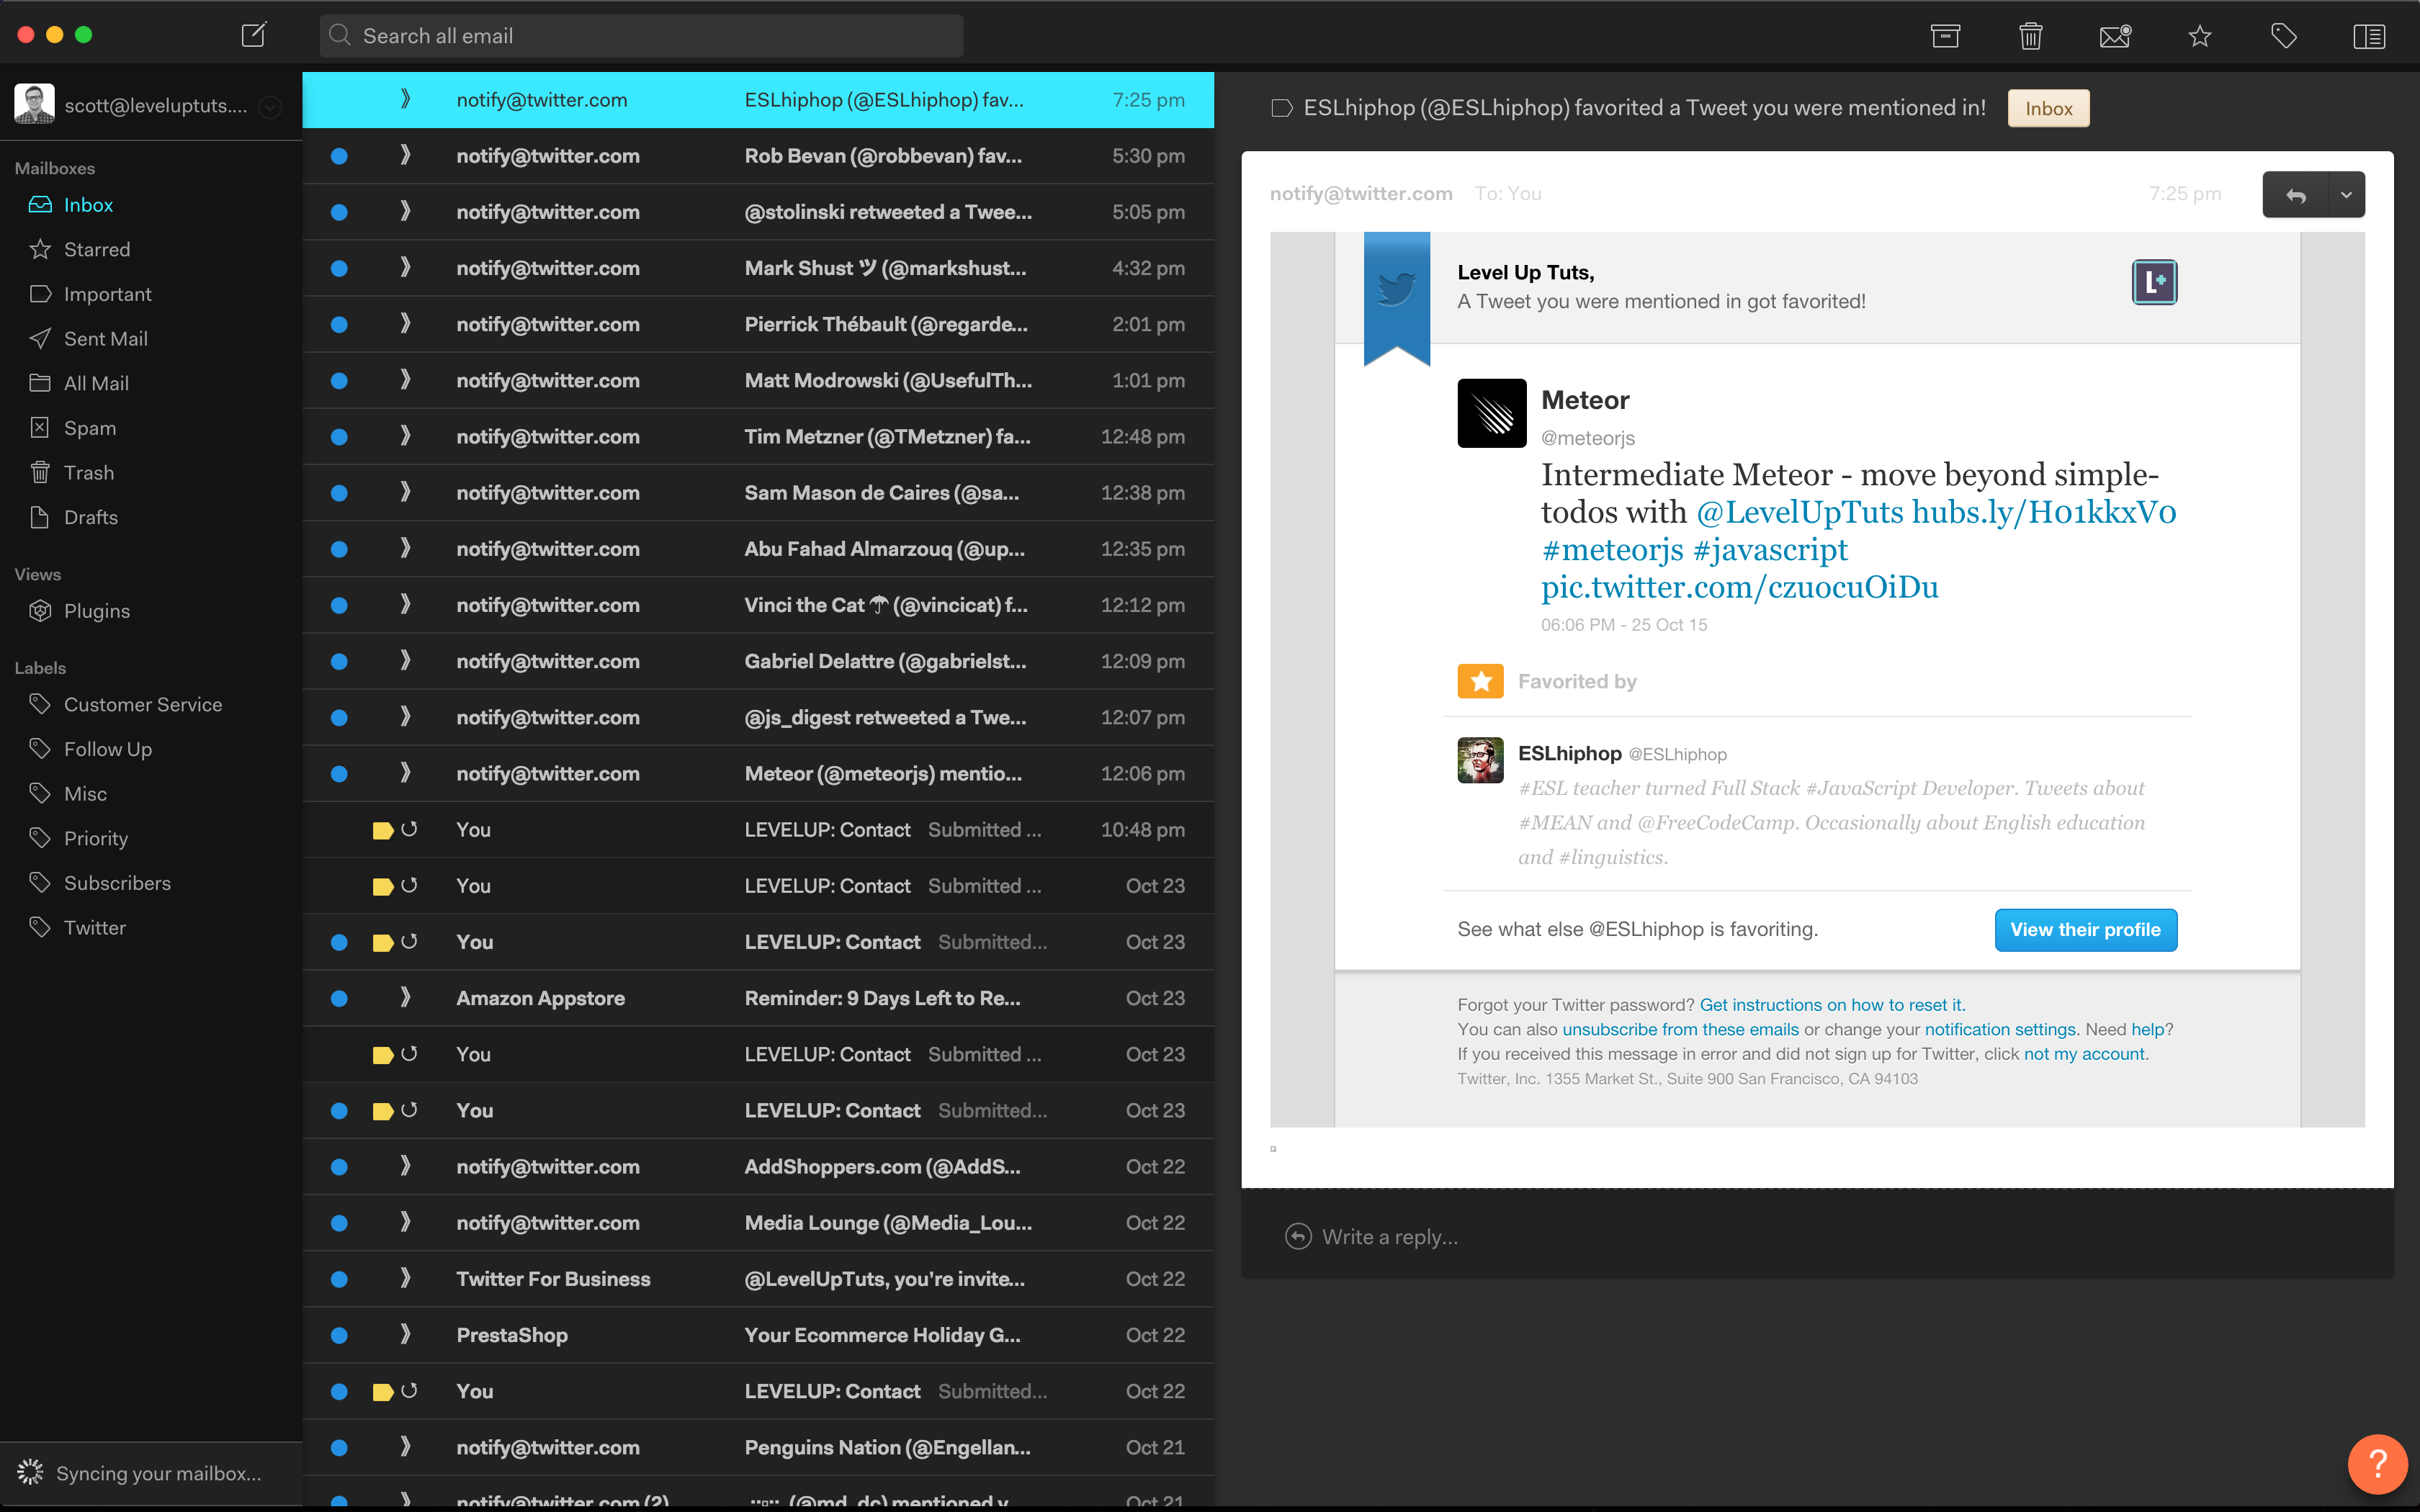 Search all email
scott@leveluptuts....
Mailboxes
Inbox
Starred
Important
Sent Mail
All Mail
Spam
Trash
Drafts
Views
Plugins
Labels
Customer Service
Follow Up
Misc
Priority
Subscribers
Twitter
Syncing your mailbox...
notify@twitter.com ESLhiphop (@ESLhiphop) fav... 7:25 pm
notify@twitter.com Rob Bevan (@robbevan) fav... 5:30 pm
notify@twitter.com @stolinski retweeted a Twee... 5:05 pm
notify@twitter.com Mark Shust ツ (@markshust... 4:32 pm
notify@twitter.com Pierrick Thébault (@regarde... 2:01 pm
notify@twitter.com Matt Modrowski (@UsefulTh... 1:01 pm
notify@twitter.com Tim Metzner (@TMetzner) fa... 12:48 pm
notify@twitter.com Sam Mason de Caires (@sa... 12:38 pm
notify@twitter.com Abu Fahad Almarzouq (@up... 12:35 pm
notify@twitter.com Vinci the Cat ☂ (@vincicat) f... 12:12 pm
notify@twitter.com Gabriel Delattre (@gabrielst... 12:09 pm
notify@twitter.com @js_digest retweeted a Twe... 12:07 pm
notify@twitter.com Meteor (@meteorjs) mentio... 12:06 pm
You LEVELUP: Contact Submitted ... 10:48 pm
You LEVELUP: Contact Submitted ... Oct 23
You LEVELUP: Contact Submitted... Oct 23
Amazon Appstore Reminder: 9 Days Left to Re... Oct 23
You LEVELUP: Contact Submitted ... Oct 23
You LEVELUP: Contact Submitted... Oct 23
notify@twitter.com AddShoppers.com (@AddS... Oct 22
notify@twitter.com Media Lounge (@Media_Lou... Oct 22
Twitter For Business @LevelUpTuts, you're invite... Oct 22
PrestaShop Your Ecommerce Holiday G... Oct 22
You LEVELUP: Contact Submitted... Oct 22
notify@twitter.com Penguins Nation (@Engellan... Oct 21
notify@twitter.com (2) (@md_dc) mentioned y Oct 21
ESLhiphop (@ESLhiphop) favorited a Tweet you were mentioned in! Inbox
notify@twitter.com To: You 7:25 pm
Level Up Tuts,
A Tweet you were mentioned in got favorited!
L+
Meteor
@meteorjs
Intermediate Meteor - move beyond simple-
todos with @LevelUpTuts hubs.ly/H01kkxV0
#meteorjs #javascript
pic.twitter.com/czuocuOiDu
06:06 PM - 25 Oct 15
Favorited by
ESLhiphop @ESLhiphop
#ESL teacher turned Full Stack #JavaScript Developer. Tweets about
#MEAN and @FreeCodeCamp. Occasionally about English education
and #linguistics.
See what else @ESLhiphop is favoriting. View their profile
Forgot your Twitter password? Get instructions on how to reset it.
You can also unsubscribe from these emails or change your notification settings. Need help?
If you received this message in error and did not sign up for Twitter, click not my account.
Twitter, Inc. 1355 Market St., Suite 900 San Francisco, CA 94103
Write a reply...
?